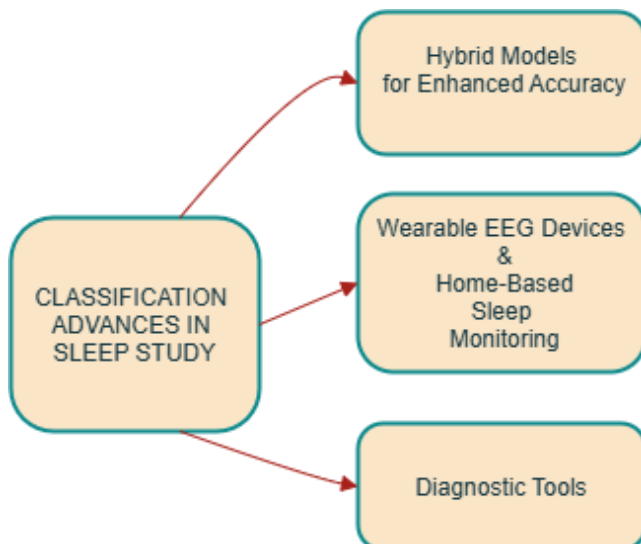 Hybrid Models
for Enhanced Accuracy
Wearable EEG Devices
&
Home-Based
Sleep
Monitoring
CLASSIFICATION
ADVANCES IN
SLEEP STUDY
Diagnostic Tools